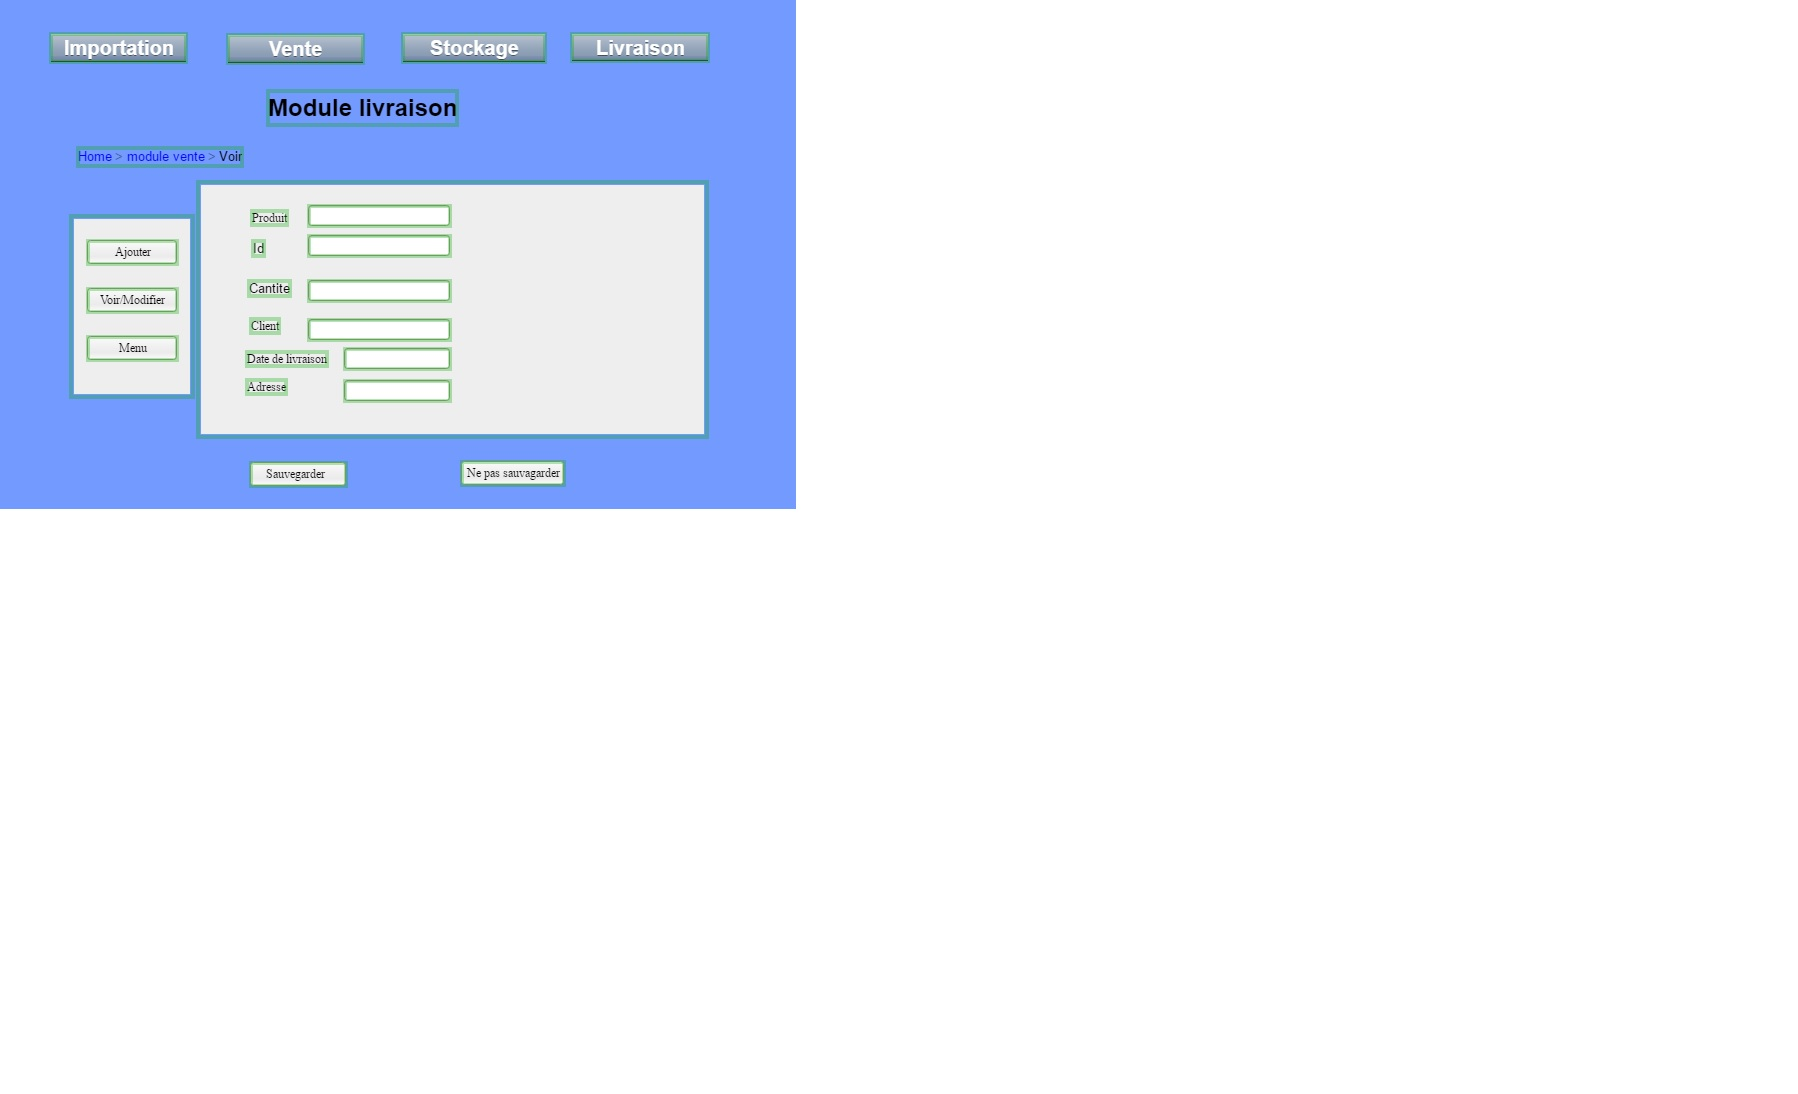 Importation Vente Stockage Livraison
Module livraison
Home > module vente > Voir
Ajouter
Voir/Modifier
Menu
Produit
Id
Cantite
Client
Date de livraison
Adresse
Sauvegarder Ne pas sauvagarder